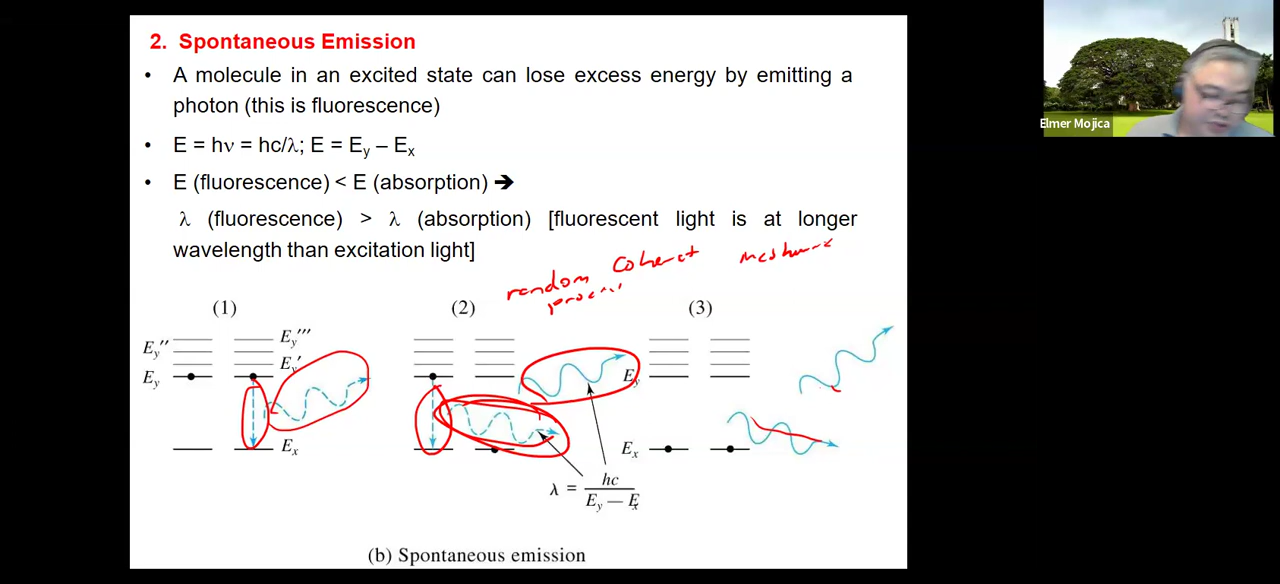 2. Spontaneous Emission
• A molecule in an excited state can lose excess energy by emitting a
photon (this is fluorescence)
• E = hν = hc/λ; E = Ey – Ex
• E (fluorescence) < E (absorption) ➔
λ (fluorescence) > λ (absorption) [fluorescent light is at longer
wavelength than excitation light]
random
(1) (2) (3)
Ey'' Ey'''
Ey'
Ey
Ex
Ex
λ = hc
Ey — Ex
(b) Spontaneous emission
Elmer Mojica